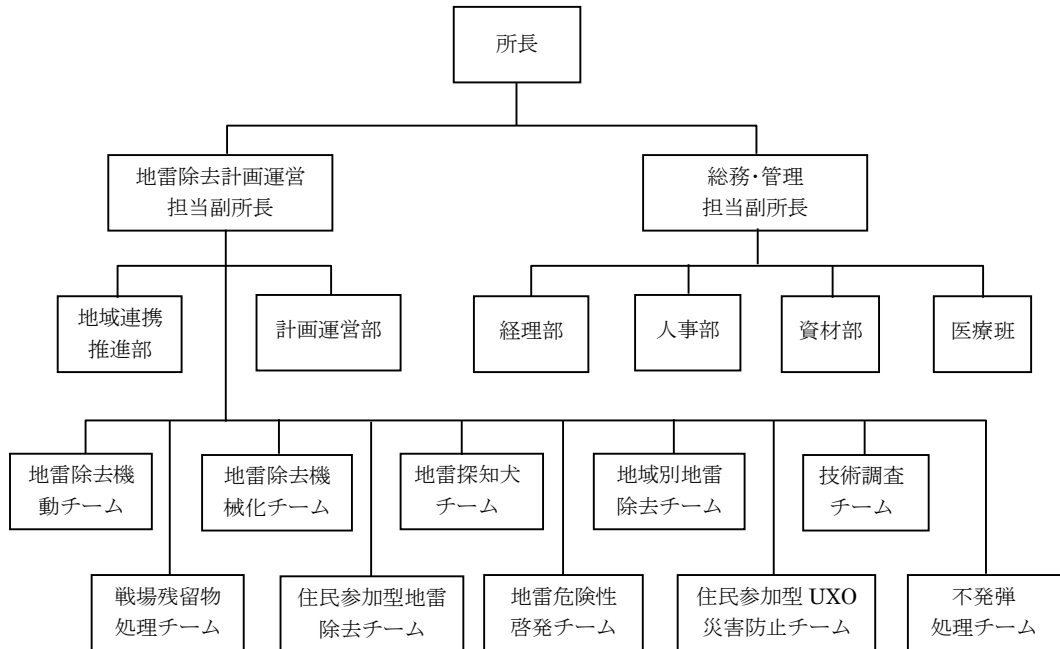 所長
地雷除去計画運営
担当副所長
総務・管理
担当副所長
地域連携
推進部
計画運営部
経理部
人事部
資材部
医療班
地雷除去機
動チーム
地雷除去機
械化チーム
地雷探知犬
チーム
地域別地雷
除去チーム
技術調査
チーム
戦場残留物
処理チーム
住民参加型地雷
除去チーム
地雷危険性
啓発チーム
住民参加型 UXO
災害防止チーム
不発弾
処理チーム